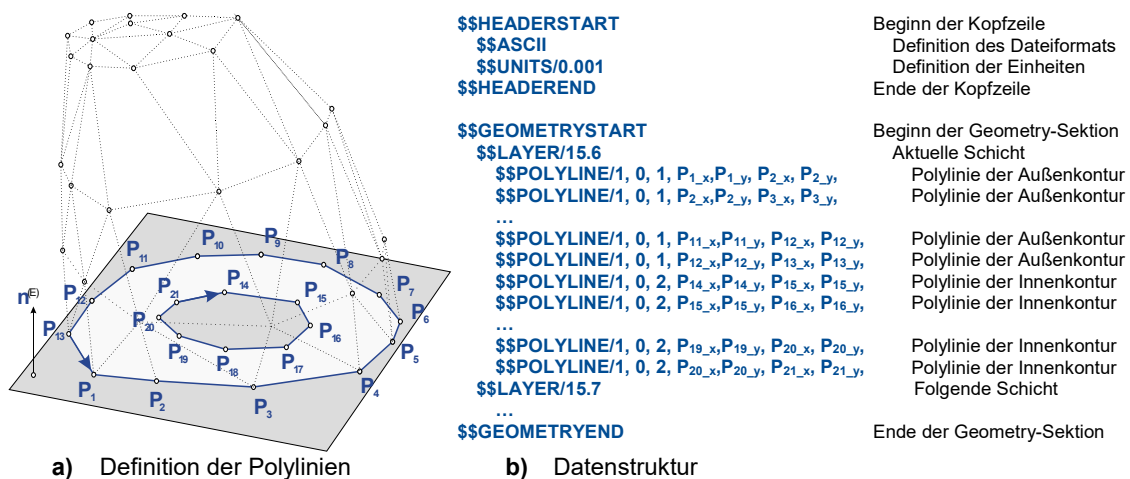 n(E)
P1
P2
P3
P4
P5
P6
P7
P8
P9
P10
P11
P12
P13
P14
P15
P16
P17
P18
P19
P20
P21
a) Definition der Polylinien
$$HEADERSTART Beginn der Kopfzeile
$$ASCII Definition des Dateiformats
$$UNITS/0.001 Definition der Einheiten
$$HEADEREND Ende der Kopfzeile
$$GEOMETRYSTART Beginn der Geometry-Sektion
$$LAYER/15.6 Aktuelle Schicht
$$POLYLINE/1, 0, 1, P1_x,P1_y, P2_x, P2_y, Polylinie der Außenkontur
$$POLYLINE/1, 0, 1, P2_x,P2_y, P3_x, P3_y, Polylinie der Außenkontur
…
$$POLYLINE/1, 0, 1, P11_x,P11_y, P12_x, P12_y, Polylinie der Außenkontur
$$POLYLINE/1, 0, 1, P12_x,P12_y, P13_x, P13_y, Polylinie der Außenkontur
$$POLYLINE/1, 0, 2, P14_x,P14_y, P15_x, P15_y, Polylinie der Innenkontur
$$POLYLINE/1, 0, 2, P15_x,P15_y, P16_x, P16_y, Polylinie der Innenkontur
…
$$POLYLINE/1, 0, 2, P19_x,P19_y, P20_x, P20_y, Polylinie der Innenkontur
$$POLYLINE/1, 0, 2, P20_x,P20_y, P21_x, P21_y, Polylinie der Innenkontur
$$LAYER/15.7 Folgende Schicht
…
$$GEOMETRYEND Ende der Geometry-Sektion
b) Datenstruktur